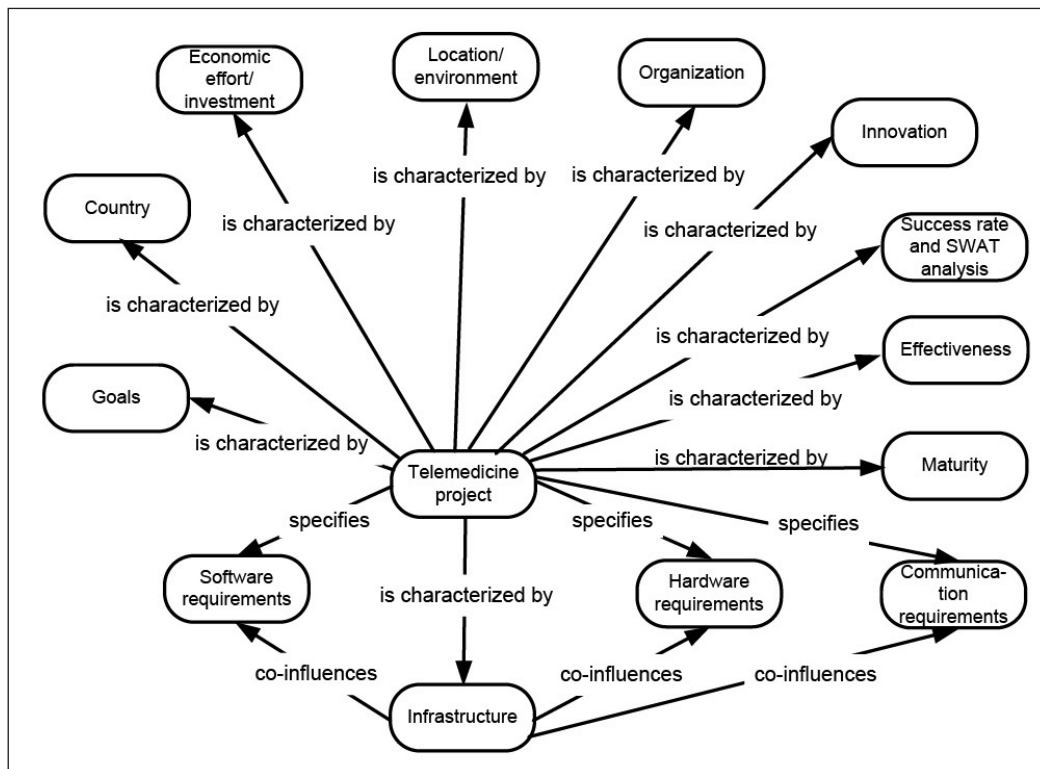 Economic
effort/
investment
Location/
environment
Organization
Innovation
is characterized by
is characterized by
Country
is characterized by
is characterized by
Success rate
and SWAT
analysis
is characterized by
is characterized by
Effectiveness
Goals
is characterized by
is characterized by
Telemedicine
project
is characterized by
Maturity
specifies
specifies
specifies
Software
requirements
is characterized by
Hardware
requirements
Communica-
tion
requirements
co-influences
co-influences
co-influences
Infrastructure